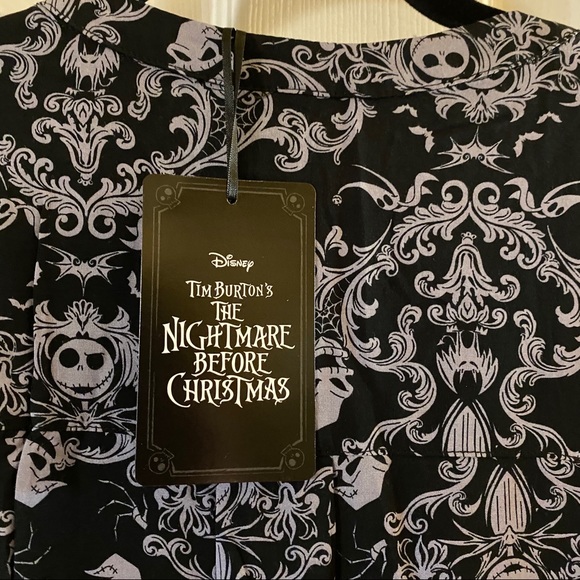 Disney
TIM BURTON'S
THE
NIGHTMARE
BEFORE
CHRISTMAS